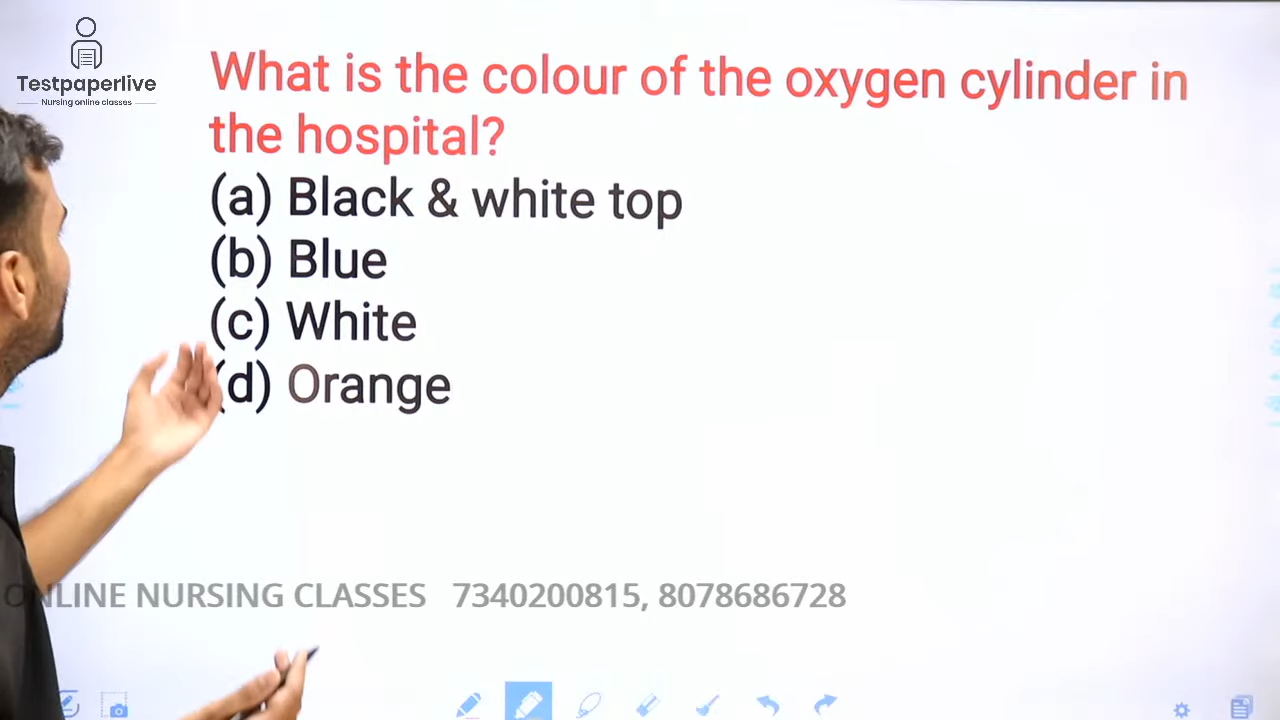 Testpaperlive
Nursing online classes
What is the colour of the oxygen cylinder in
the hospital?
(a) Black & white top
(b) Blue
(c) White
(d) Orange
ONLINE NURSING CLASSES 7340200815, 8078686728